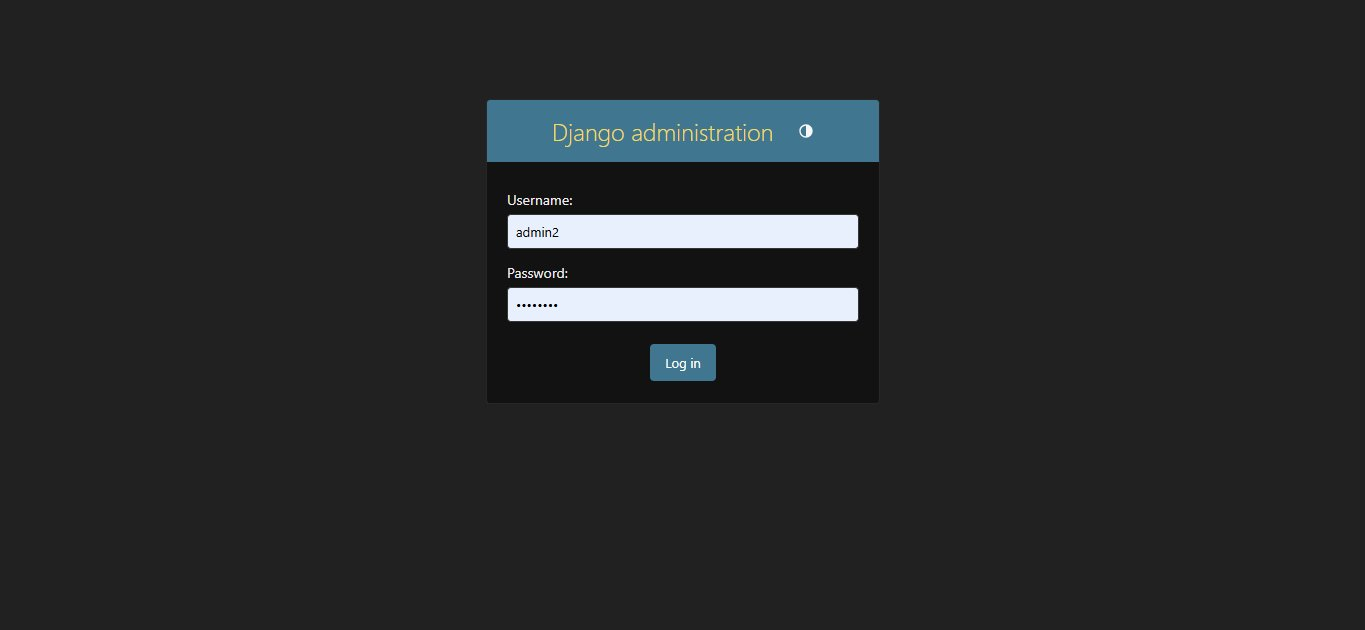 Django administration
Username:
admin2
Password:
••••••••
Log in